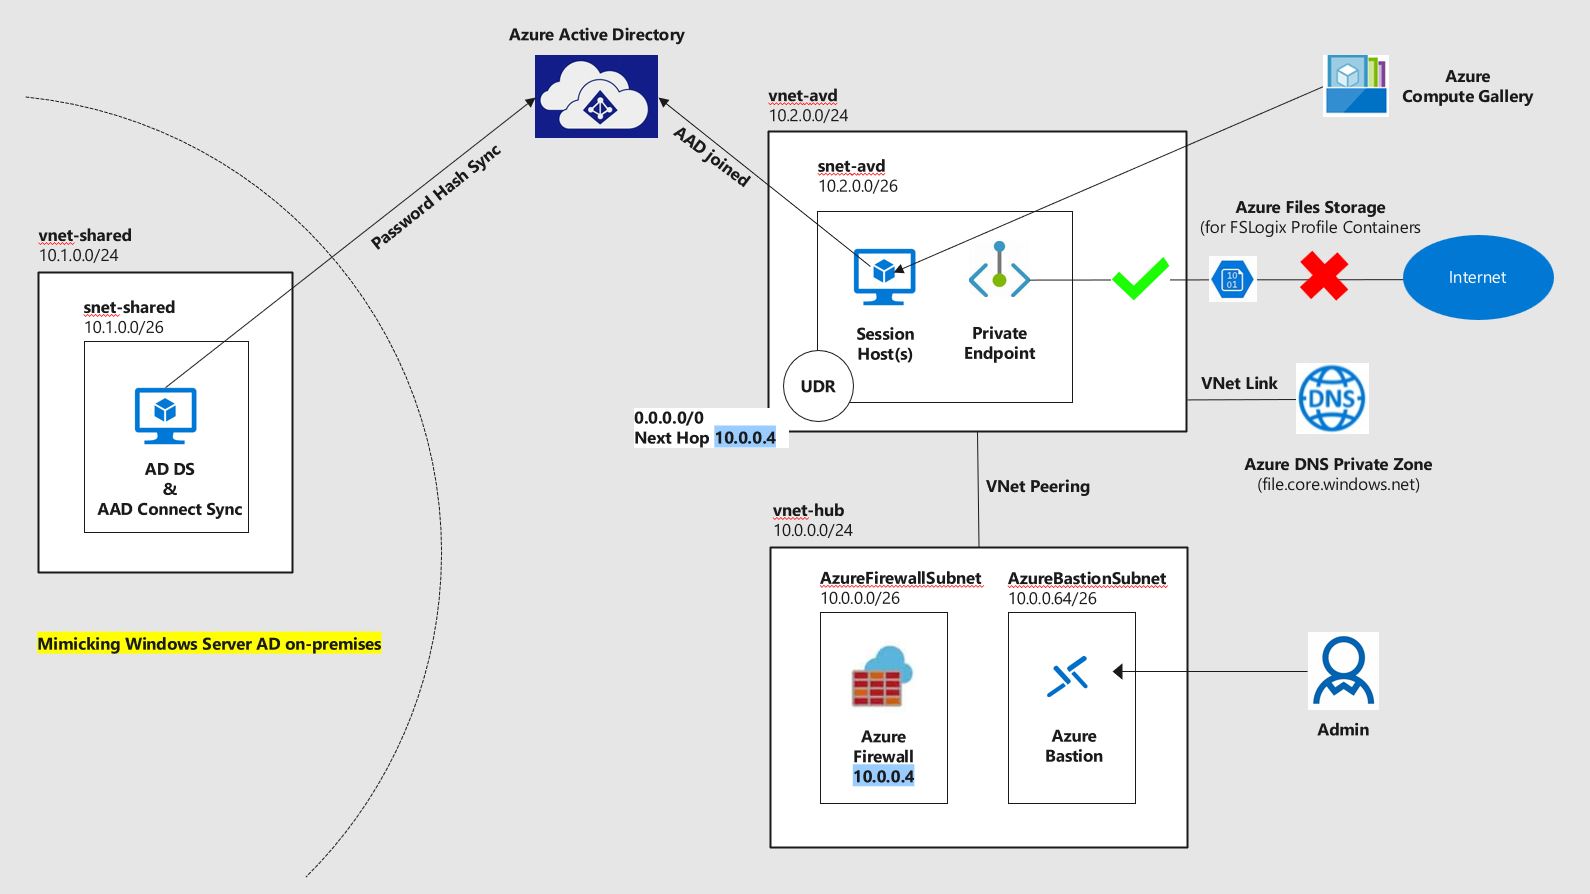 Azure Active Directory
Azure
Compute Gallery
vnet-avd
10.2.0.0/24
AAD joined
Password Hash Sync
snet-avd
10.2.0.0/26
Azure Files Storage
(for FSLogix Profile Containers
vnet-shared
10.1.0.0/24
10
01
Internet
snet-shared
10.1.0.0/26
Session
Host(s)
Private
Endpoint
UDR
VNet Link
DNS
0.0.0.0/0
Next Hop 10.0.0.4
Azure DNS Private Zone
(file.core.windows.net)
AD DS
&
AAD Connect Sync
VNet Peering
vnet-hub
10.0.0.0/24
AzureFirewallSubnet
10.0.0.0/26
AzureBastionSubnet
10.0.0.64/26
Mimicking Windows Server AD on-premises
Azure
Firewall
10.0.0.4
Azure
Bastion
Admin